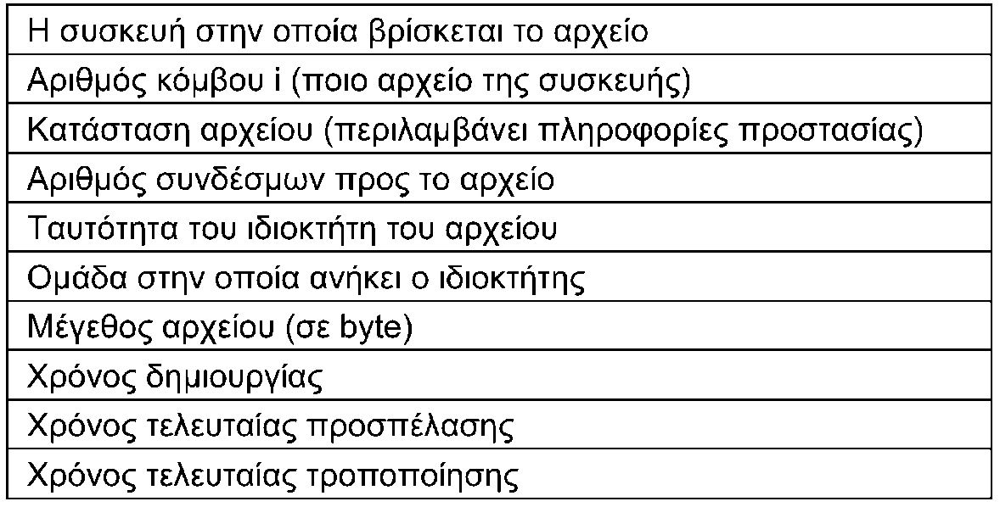 Η συσκευή στην οποία βρίσκεται το αρχείο
Αριθμός κόμβου i (ποιο αρχείο της συσκευής)
Κατάσταση αρχείου (περιλαμβάνει πληροφορίες προστασίας)
Αριθμός συνδέσμων προς το αρχείο
Ταυτότητα του ιδιοκτήτη του αρχείου
Ομάδα στην οποία ανήκει ο ιδιοκτήτης
Μέγεθος αρχείου (σε byte)
Χρόνος δημιουργίας
Χρόνος τελευταίας προσπέλασης
Χρόνος τελευταίας τροποποίησης